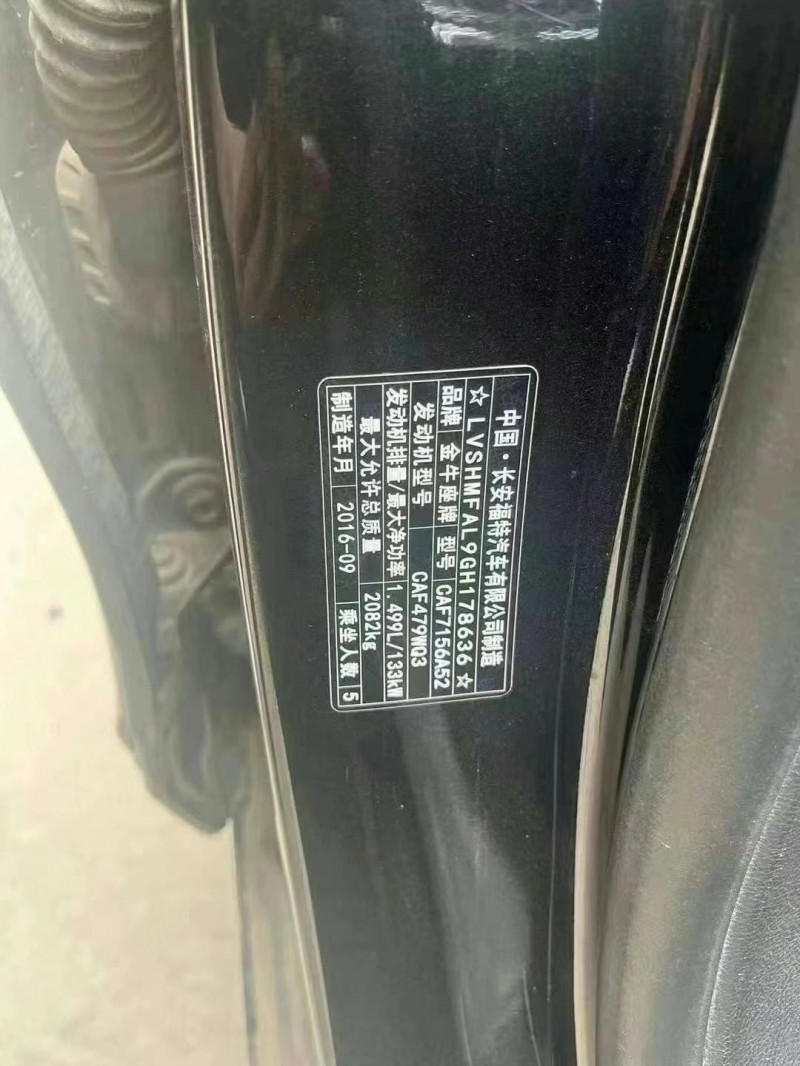 中国·长安福特汽车有限公司制造
☆LVSHMFAL9GH178636☆
品牌 金牛座牌 型号 CAF7156A52
发动机型号 CAF479WQ3
发动机排量/最大净功率 1.499L/133kW
最大允许总质量 2082kg
制造年月 2016-09 乘坐人数 5